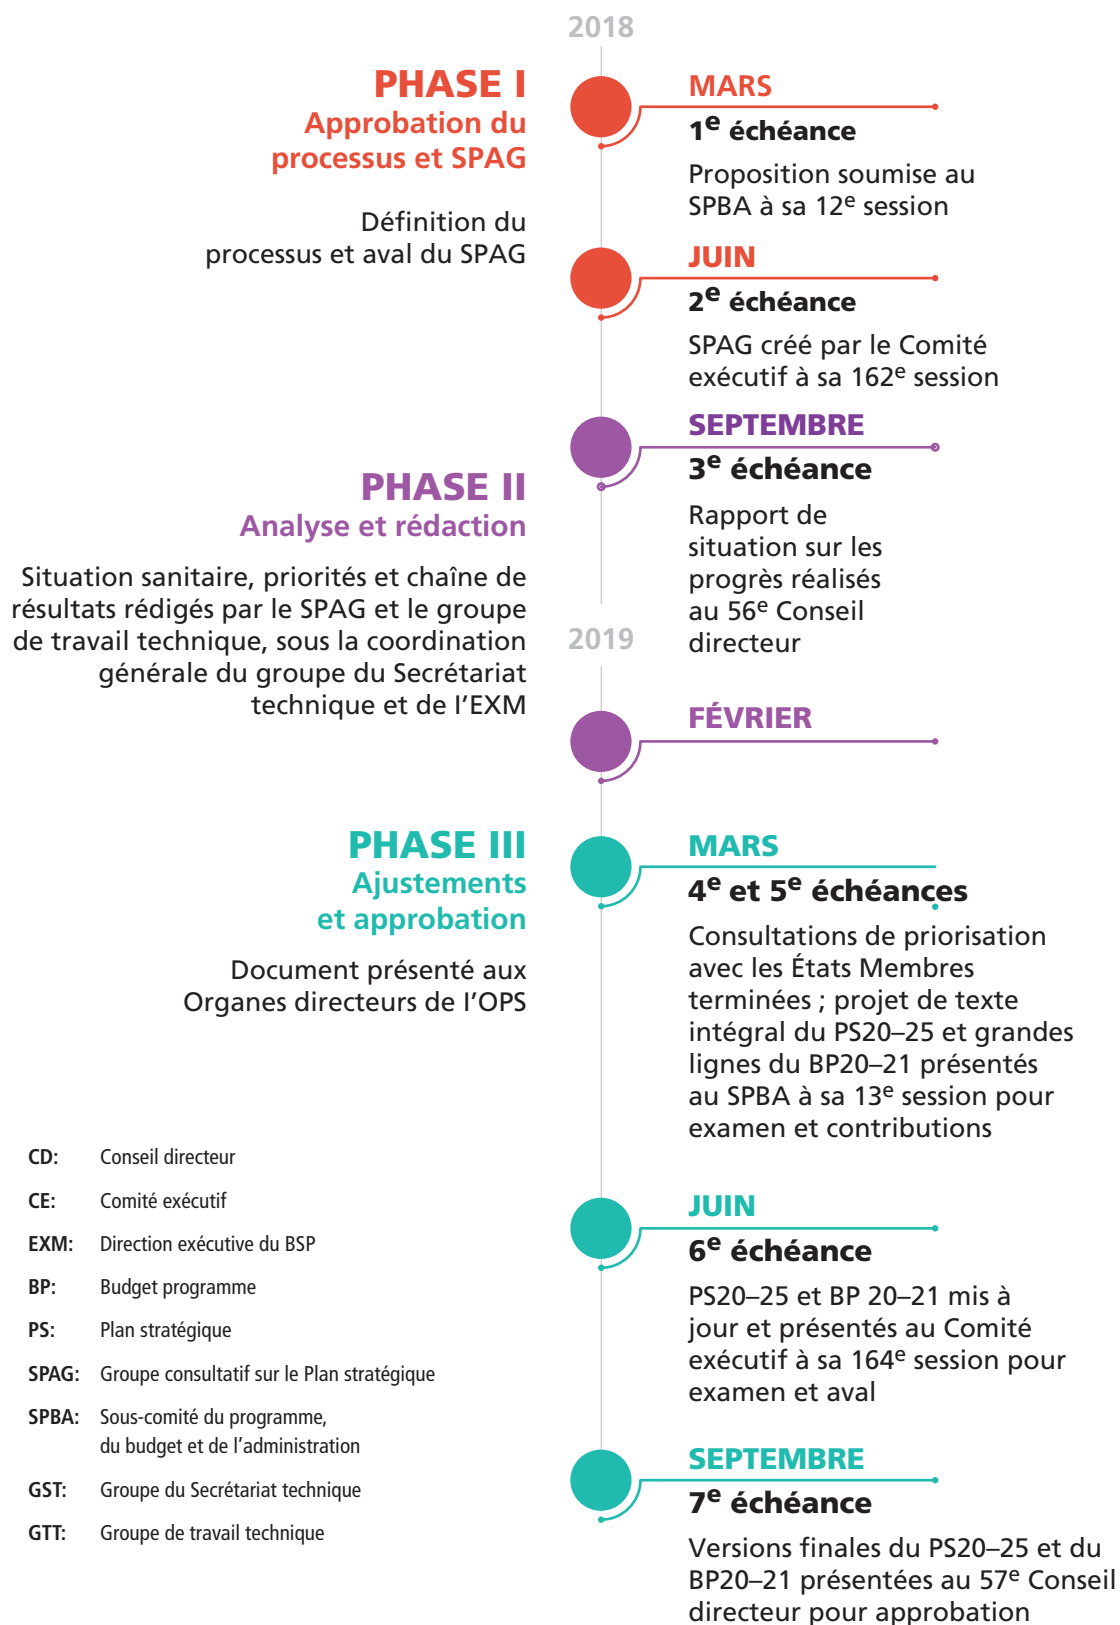 2018
PHASE I
Approbation du
processus et SPAG
Définition du
processus et aval du SPAG
MARS
1e échéance
Proposition soumise au
SPBA à sa 12e session
JUIN
2e échéance
SPAG créé par le Comité
exécutif à sa 162e session
SEPTEMBRE
3e échéance
Rapport de
situation sur les
progrès réalisés
au 56e Conseil
directeur
PHASE II
Analyse et rédaction
Situation sanitaire, priorités et chaîne de
résultats rédigés par le SPAG et le groupe
de travail technique, sous la coordination
générale du groupe du Secrétariat
technique et de l’EXM
2019
FÉVRIER
PHASE III
Ajustements
et approbation
Document présenté aux
Organes directeurs de l’OPS
MARS
4e et 5e échéances
Consultations de priorisation
avec les États Membres
terminées ; projet de texte
intégral du PS20–25 et grandes
lignes du BP20–21 présentés
au SPBA à sa 13e session pour
examen et contributions
JUIN
6e échéance
PS20–25 et BP 20–21 mis à
jour et présentés au Comité
exécutif à sa 164e session pour
examen et aval
SEPTEMBRE
7e échéance
Versions finales du PS20–25 et du
BP20–21 présentées au 57e Conseil
directeur pour approbation
CD: Conseil directeur
CE: Comité exécutif
EXM: Direction exécutive du BSP
BP: Budget programme
PS: Plan stratégique
SPAG: Groupe consultatif sur le Plan stratégique
SPBA: Sous-comité du programme,
du budget et de l’administration
GST: Groupe du Secrétariat technique
GTT: Groupe de travail technique